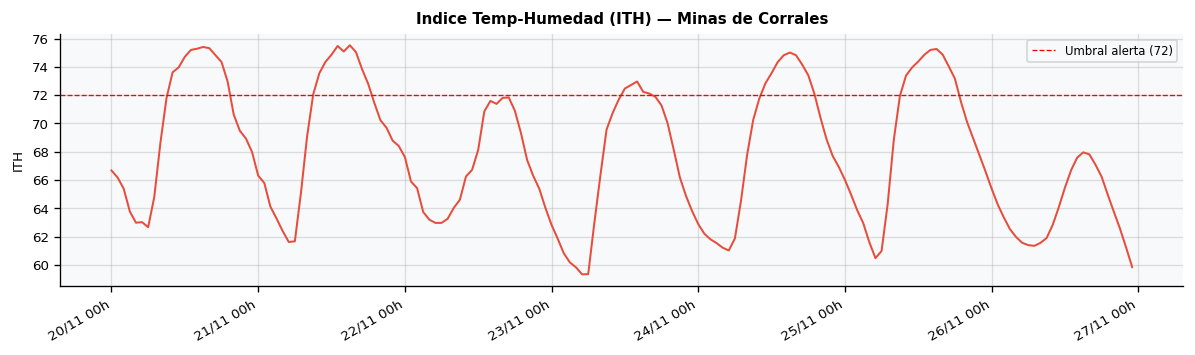 Indice Temp-Humedad (ITH) — Minas de Corrales
Umbral alerta (72)
ITH
76
74
72
70
68
66
64
62
60
20/11 00h
21/11 00h
22/11 00h
23/11 00h
24/11 00h
25/11 00h
26/11 00h
27/11 00h